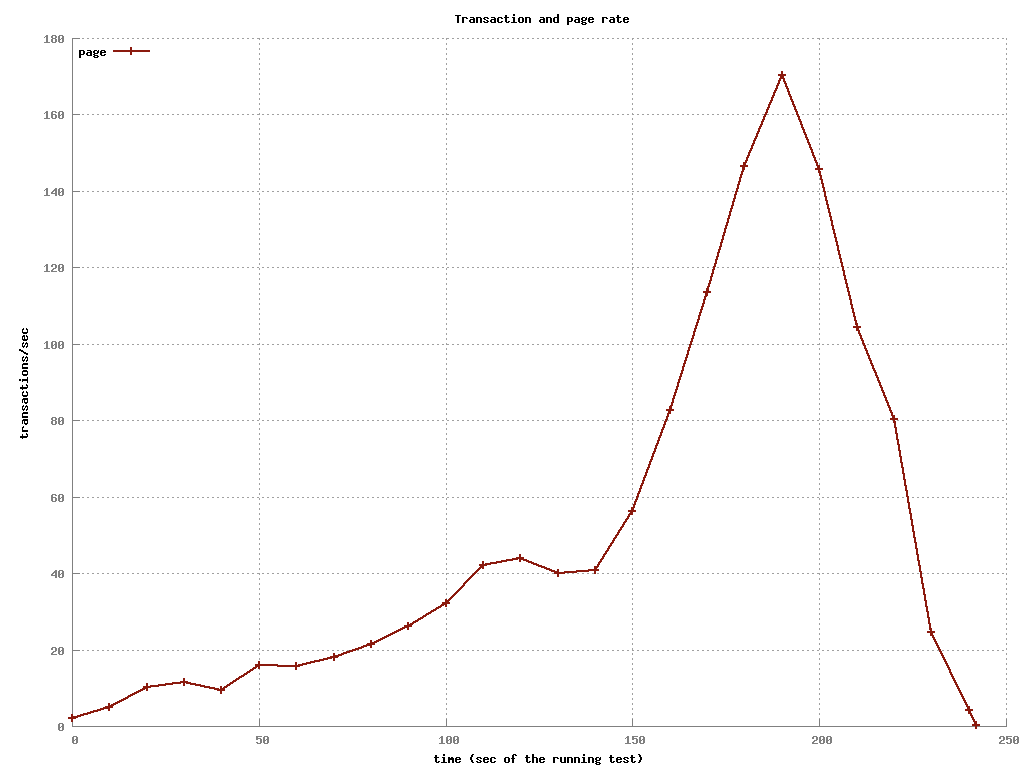 Transaction and page rate
page
180
160
140
120
100
80
60
40
20
0
transactions/sec
0 50 100 150 200 250
time (sec of the running test)